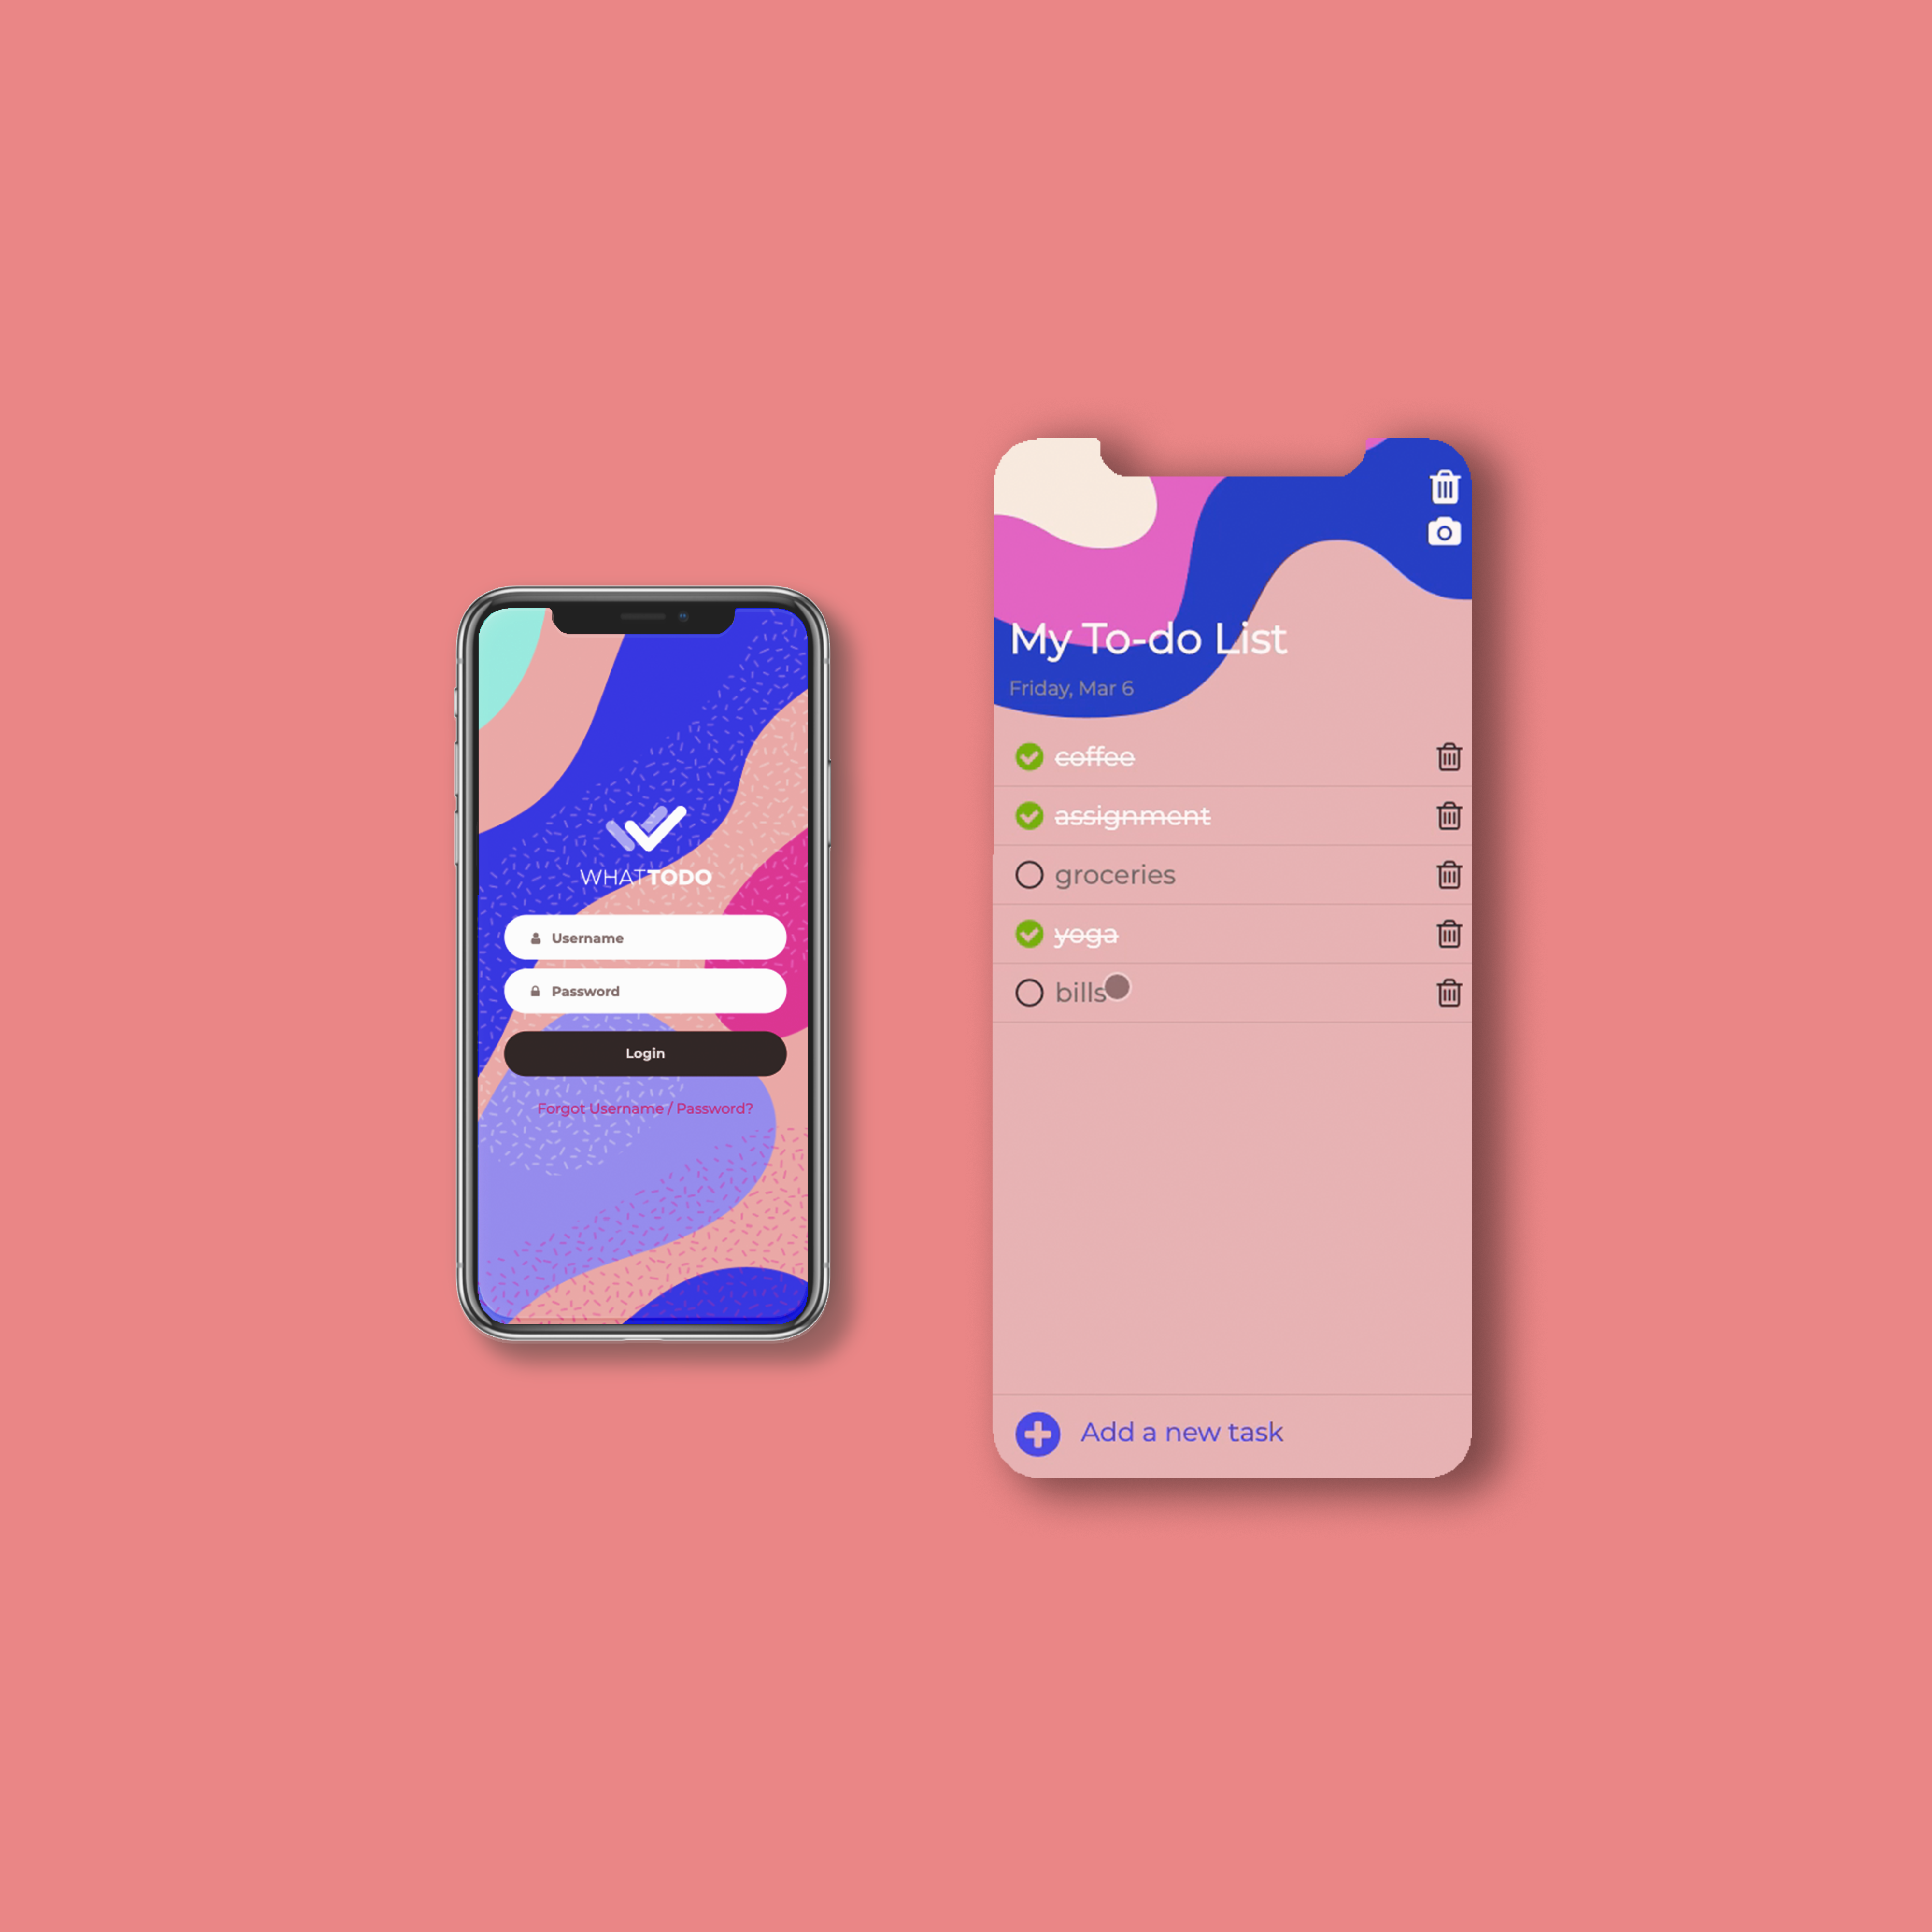 WHATTODO
Username
Password
Login
Forgot Username / Password?
My To-do List
Friday, Mar 6
coffee
assignment
groceries
yoga
bills
Add a new task